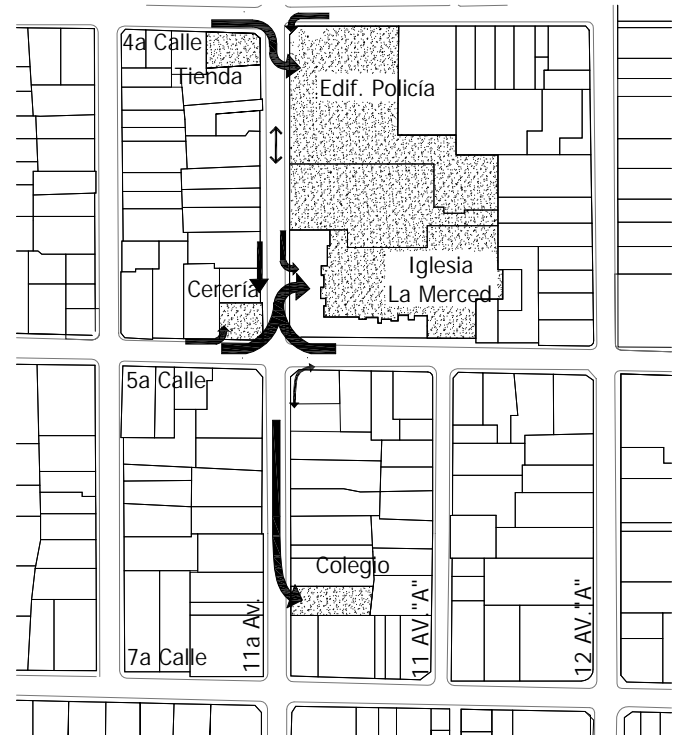 4a Calle
Tienda
Edif. Policía
Iglesia
La Merced
Cerería
5a Calle
Colegio
11a Av.
11 AV."A"
12 AV."A"
7a Calle